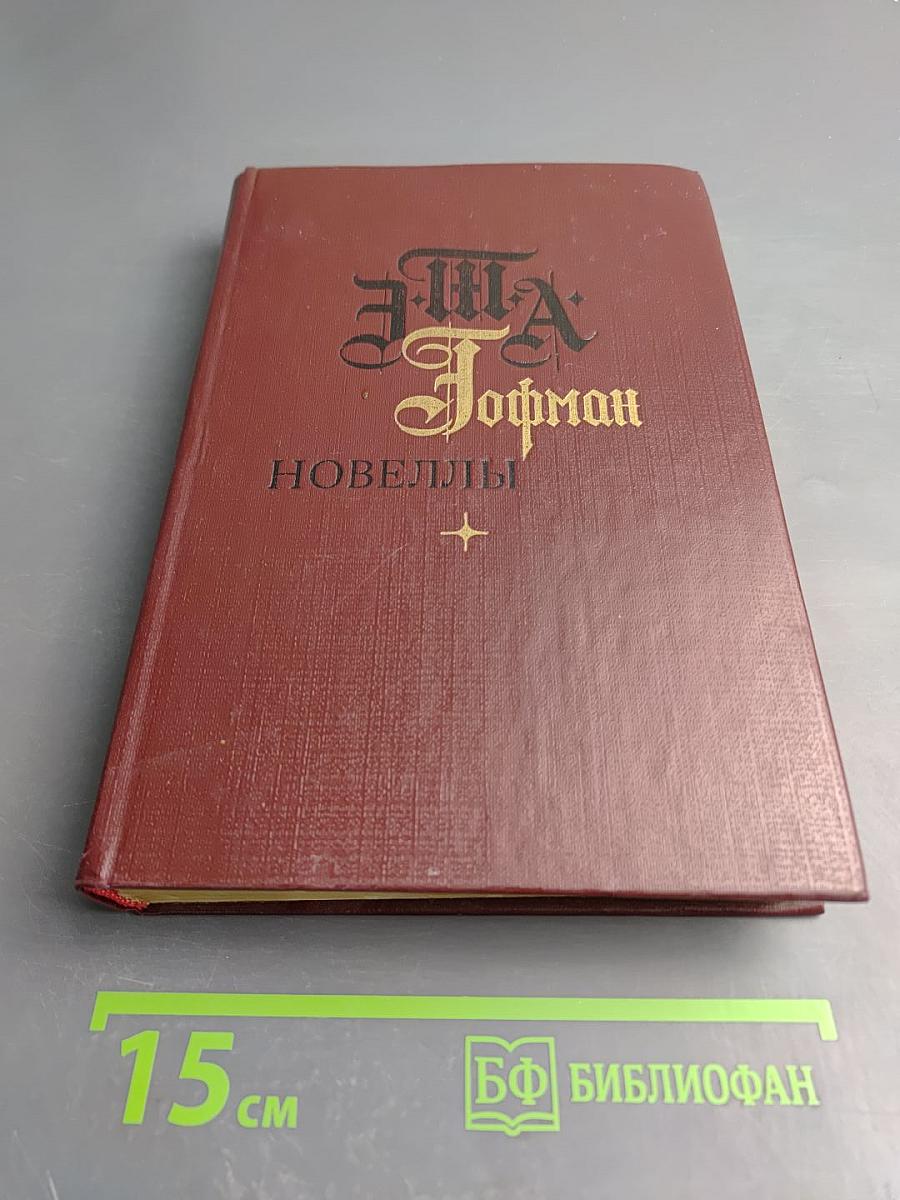 Э·Т·А·
Гофман
НОВЕЛЛЫ
15 см
БФ БИБЛИОФАН